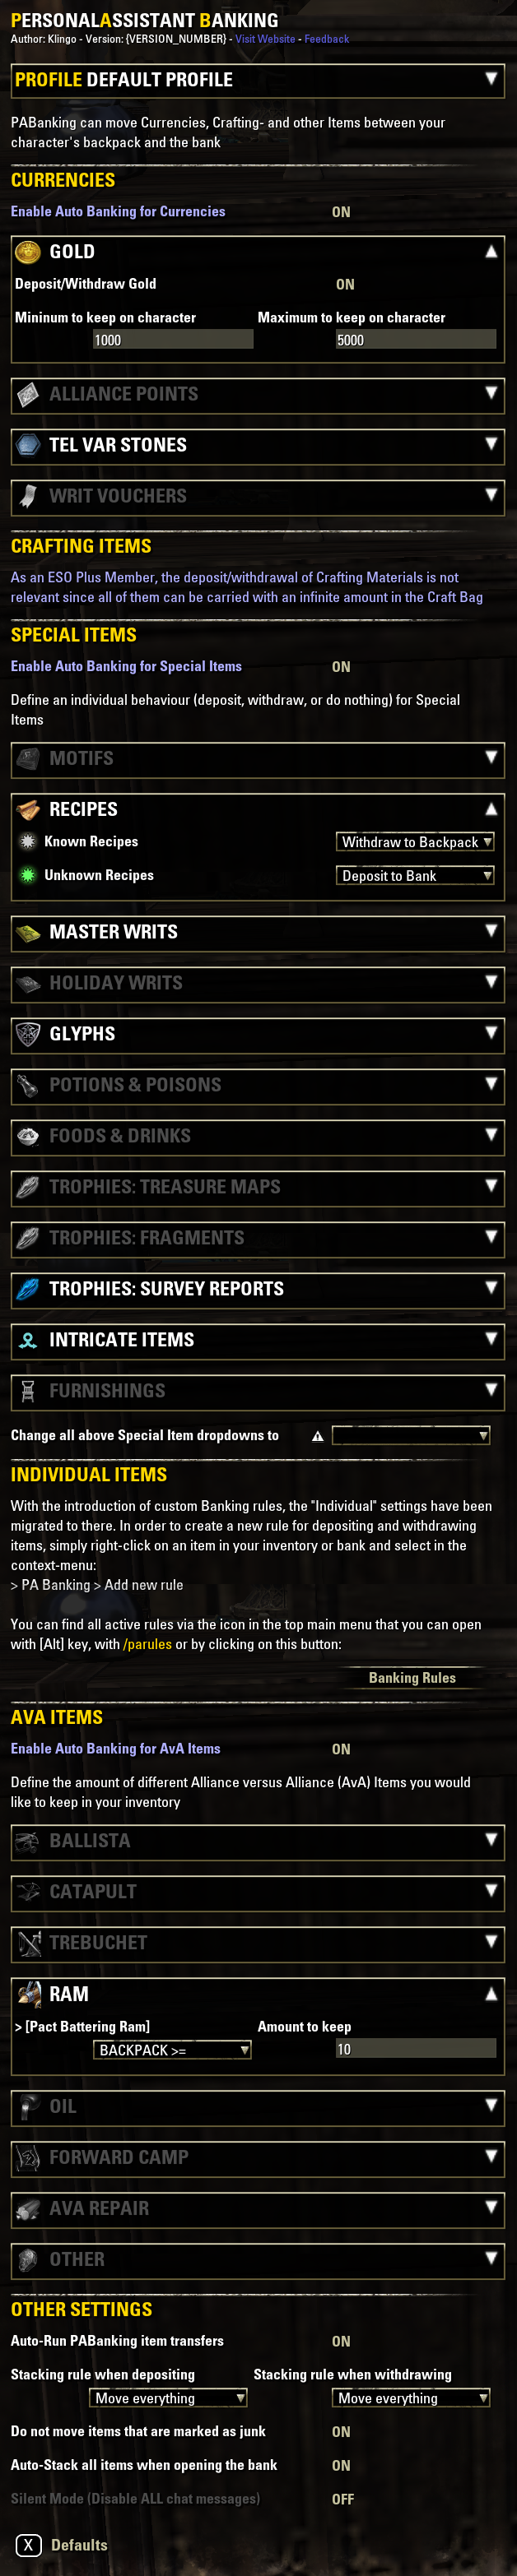 PERSONALASSISTANT BANKING
Author: Klingo - Version: {VERSION_NUMBER} - Visit Website - Feedback
PROFILE DEFAULT PROFILE
PABanking can move Currencies, Crafting- and other Items between your
character's backpack and the bank
CURRENCIES
Enable Auto Banking for Currencies ON
GOLD
Deposit/Withdraw Gold ON
Mininum to keep on character Maximum to keep on character
1000 5000
ALLIANCE POINTS
TEL VAR STONES
WRIT VOUCHERS
CRAFTING ITEMS
As an ESO Plus Member, the deposit/withdrawal of Crafting Materials is not
relevant since all of them can be carried with an infinite amount in the Craft Bag
SPECIAL ITEMS
Enable Auto Banking for Special Items ON
Define an individual behaviour (deposit, withdraw, or do nothing) for Special
Items
MOTIFS
RECIPES
Known Recipes Withdraw to Backpack
Unknown Recipes Deposit to Bank
MASTER WRITS
HOLIDAY WRITS
GLYPHS
POTIONS & POISONS
FOODS & DRINKS
TROPHIES: TREASURE MAPS
TROPHIES: FRAGMENTS
TROPHIES: SURVEY REPORTS
INTRICATE ITEMS
FURNISHINGS
Change all above Special Item dropdowns to
INDIVIDUAL ITEMS
With the introduction of custom Banking rules, the "Individual" settings have been
migrated to there. In order to create a new rule for depositing and withdrawing
items, simply right-click on an item in your inventory or bank and select in the
context-menu:
> PA Banking > Add new rule
You can find all active rules via the icon in the top main menu that you can open
with [Alt] key, with /parules or by clicking on this button:
Banking Rules
AVA ITEMS
Enable Auto Banking for AvA Items ON
Define the amount of different Alliance versus Alliance (AvA) Items you would
like to keep in your inventory
BALLISTA
CATAPULT
TREBUCHET
RAM
> [Pact Battering Ram] Amount to keep
BACKPACK >= 10
OIL
FORWARD CAMP
AVA REPAIR
OTHER
OTHER SETTINGS
Auto-Run PABanking item transfers ON
Stacking rule when depositing Stacking rule when withdrawing
Move everything Move everything
Do not move items that are marked as junk ON
Auto-Stack all items when opening the bank ON
Silent Mode (Disable ALL chat messages) OFF
X Defaults